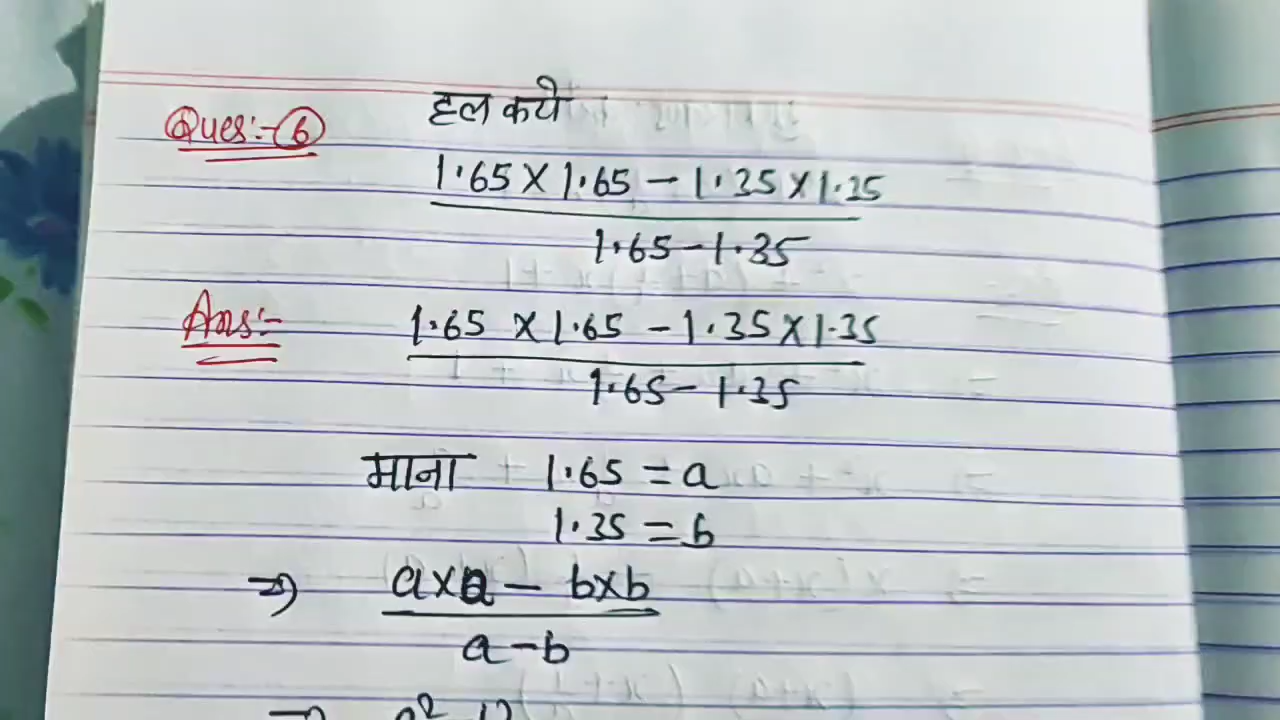 हल करो
Ques:- 6
1.65 X 1.65 - 1.35 X 1.35
1.65 - 1.35
Ans:-
1.65 X 1.65 - 1.35 X 1.35
1.65 - 1.35
माना 1.65 = a
1.35 = b
⇒ a x a - b x b
a - b